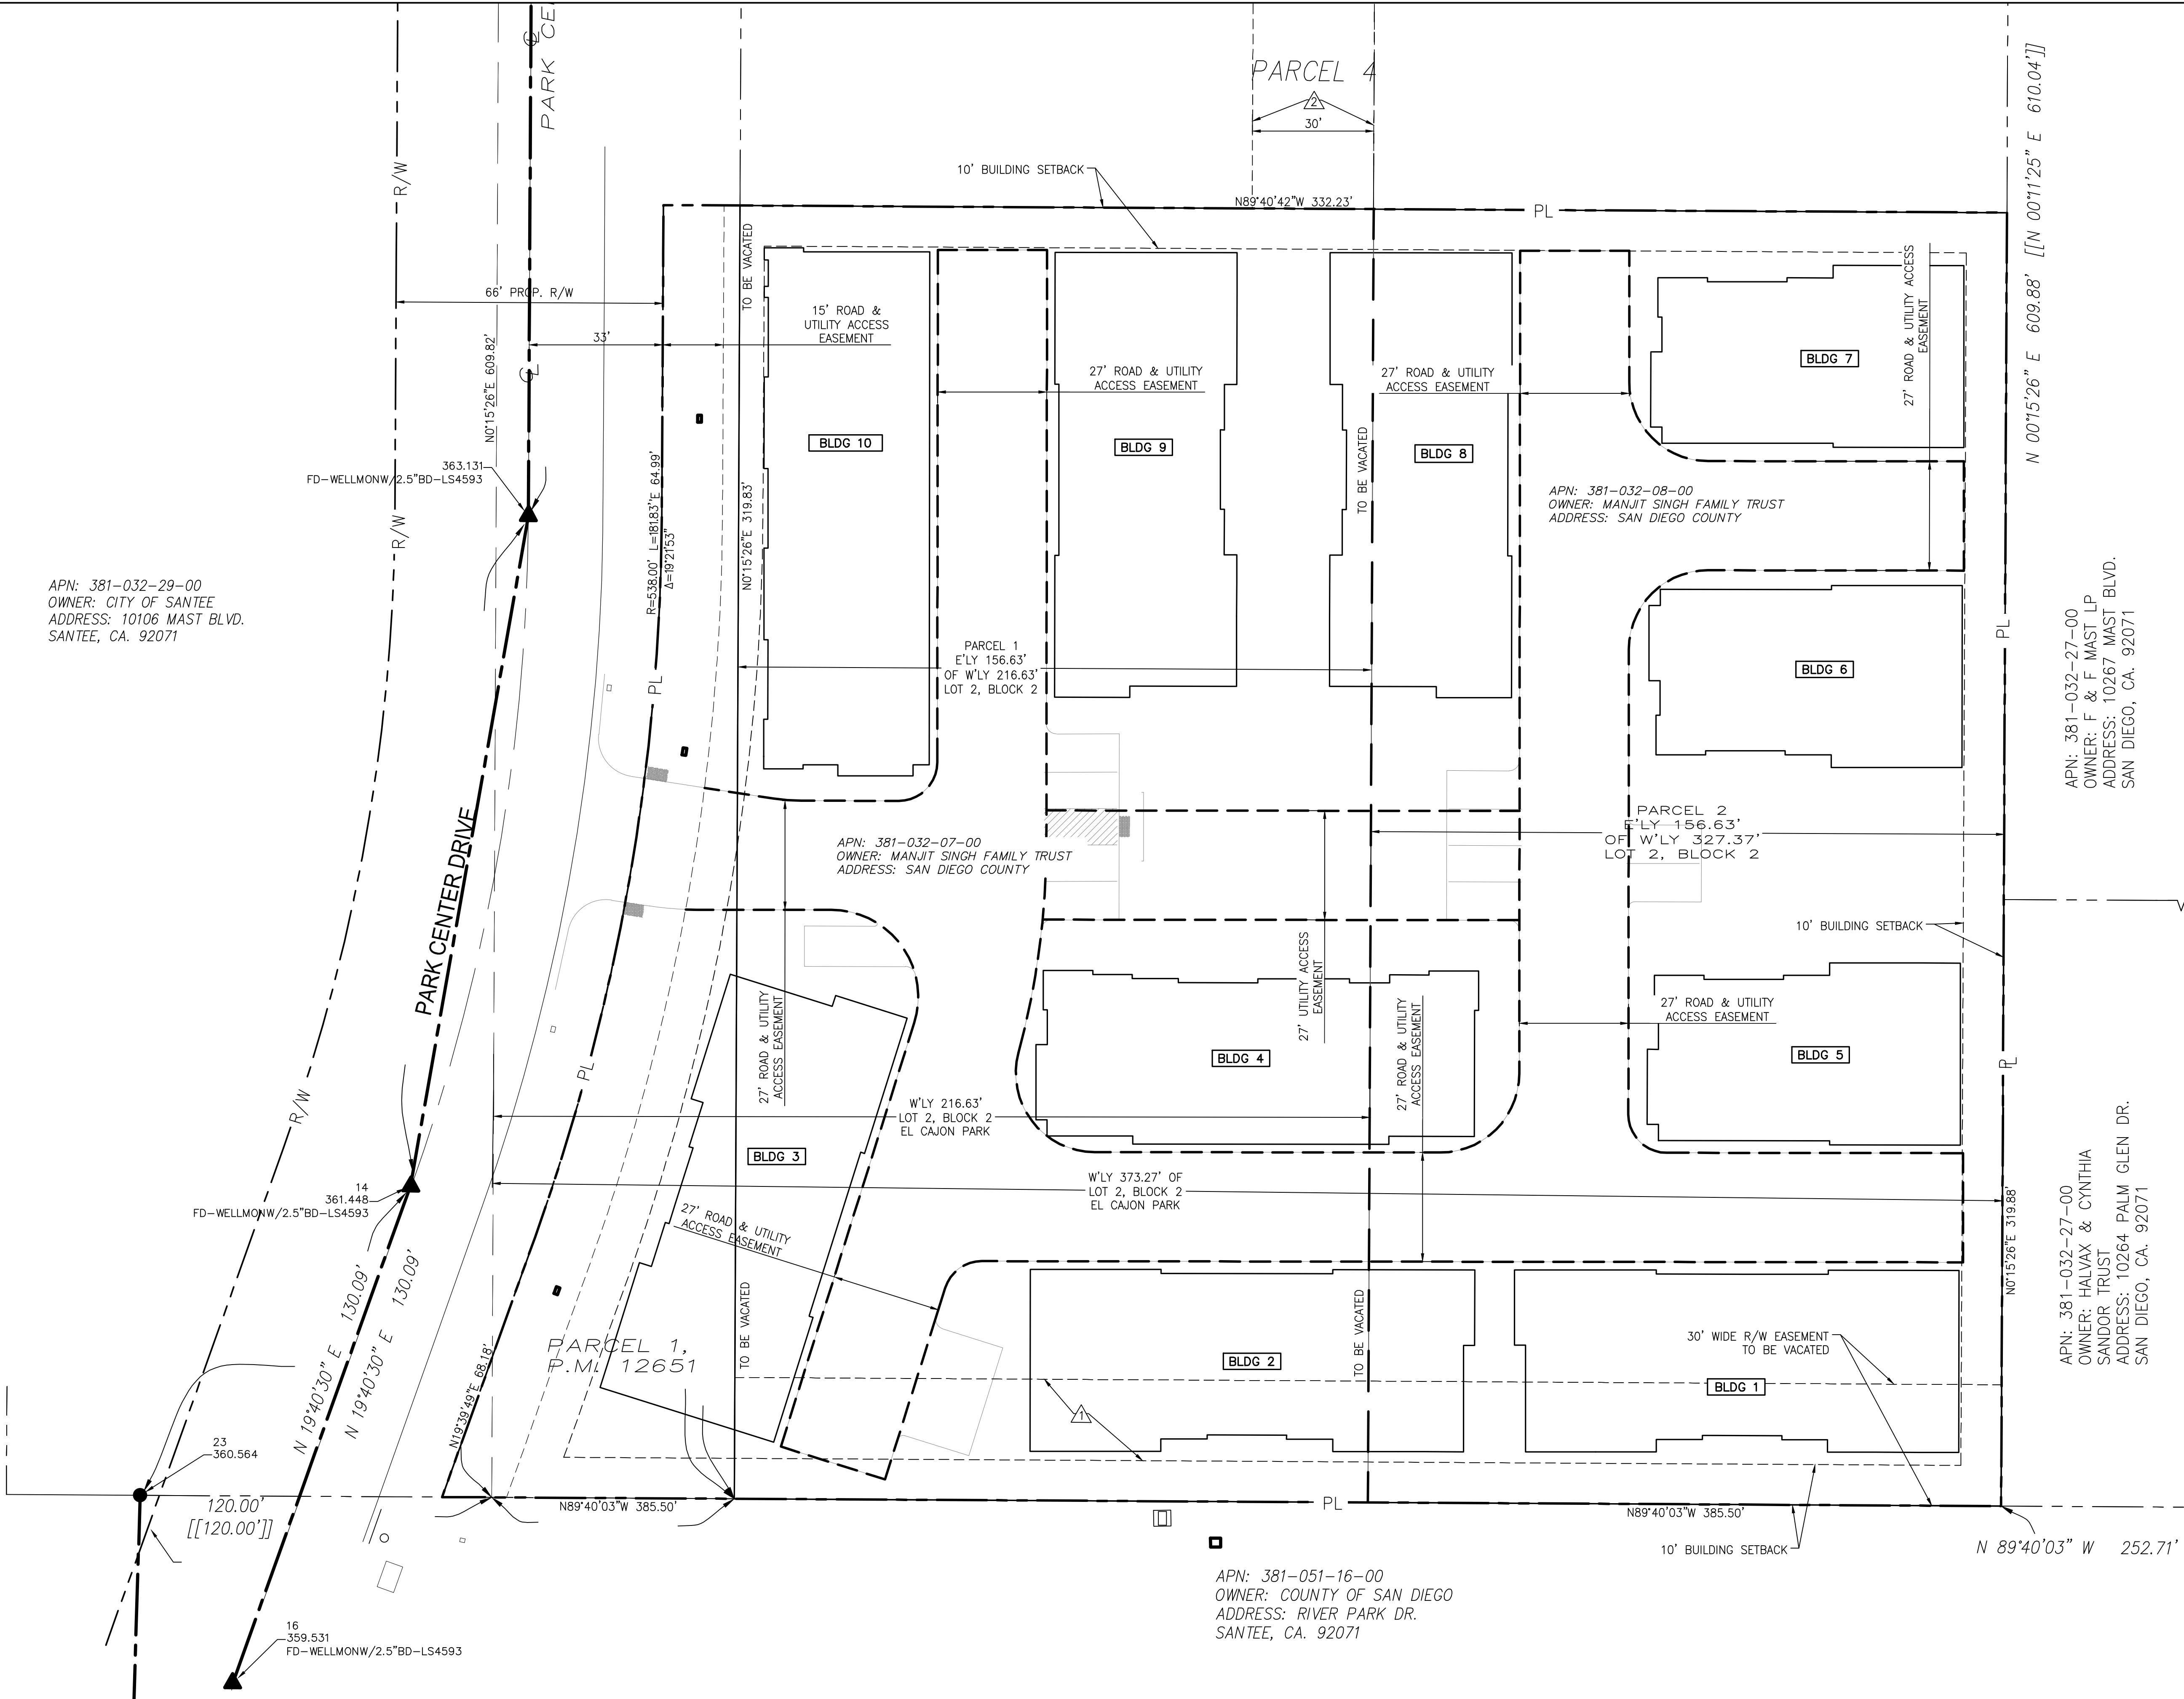 PARK CE
℄
PARCEL 4
2
30'
N 00°15'26" E 609.88' [[N 00°11'25" E 610.04']]
R/W
10' BUILDING SETBACK
N89°40'42"W 332.23'
PL
TO BE VACATED
66' PROP. R/W
33'
15' ROAD &
UTILITY ACCESS
EASEMENT
N0°15'26"E 609.82'
℄
27' ROAD & UTILITY
ACCESS EASEMENT
27' ROAD & UTILITY
ACCESS EASEMENT
27' ROAD & UTILITY ACCESS
EASEMENT
BLDG 7
BLDG 10
BLDG 9
BLDG 8
TO BE VACATED
363.131
FD-WELLMONW/2.5"BD-LS4593
R/W
R=538.00' L=181.83'E 64.99'
Δ=19°21'53"
N0°15'26"E 319.83'
APN: 381-032-08-00
OWNER: MANJIT SINGH FAMILY TRUST
ADDRESS: SAN DIEGO COUNTY
APN: 381-032-29-00
OWNER: CITY OF SANTEE
ADDRESS: 10106 MAST BLVD.
SANTEE, CA. 92071
PL
PARCEL 1
E'LY 156.63'
OF W'LY 216.63'
LOT 2, BLOCK 2
BLDG 6
PL
APN: 381-032-27-00
OWNER: F & F MAST LP
ADDRESS: 10267 MAST BLVD.
SAN DIEGO, CA. 92071
PARK CENTER DRIVE
APN: 381-032-07-00
OWNER: MANJIT SINGH FAMILY TRUST
ADDRESS: SAN DIEGO COUNTY
PARCEL 2
E'LY 156.63'
OF W'LY 327.37'
LOT 2, BLOCK 2
10' BUILDING SETBACK
27' ROAD & UTILITY
ACCESS EASEMENT
27' UTILITY ACCESS
EASEMENT
27' ROAD & UTILITY
ACCESS EASEMENT
27' ROAD & UTILITY
ACCESS EASEMENT
BLDG 4
BLDG 5
PL
PL
R/W
W'LY 216.63'
LOT 2, BLOCK 2
EL CAJON PARK
BLDG 3
14
361.448
FD-WELLMONW/2.5"BD-LS4593
W'LY 373.27' OF
LOT 2, BLOCK 2
EL CAJON PARK
27' ROAD & UTILITY
ACCESS EASEMENT
N0°15'26"E 319.88'
APN: 381-032-27-00
OWNER: HALVAX & CYNTHIA
SANDOR TRUST
ADDRESS: 10264 PALM GLEN DR.
SAN DIEGO, CA. 92071
N 19°40'30" E 130.09'
N 19°40'30" E 130.09'
N19°39'49"E 68.18'
PARCEL 1,
P.M. 12651
TO BE VACATED
TO BE VACATED
BLDG 2
30' WIDE R/W EASEMENT
TO BE VACATED
BLDG 1
1
23
360.564
120.00'
[[120.00']]
N89°40'03"W 385.50'
PL
N89°40'03"W 385.50'
10' BUILDING SETBACK
N 89°40'03" W 252.71'
APN: 381-051-16-00
OWNER: COUNTY OF SAN DIEGO
ADDRESS: RIVER PARK DR.
SANTEE, CA. 92071
16
359.531
FD-WELLMONW/2.5"BD-LS4593